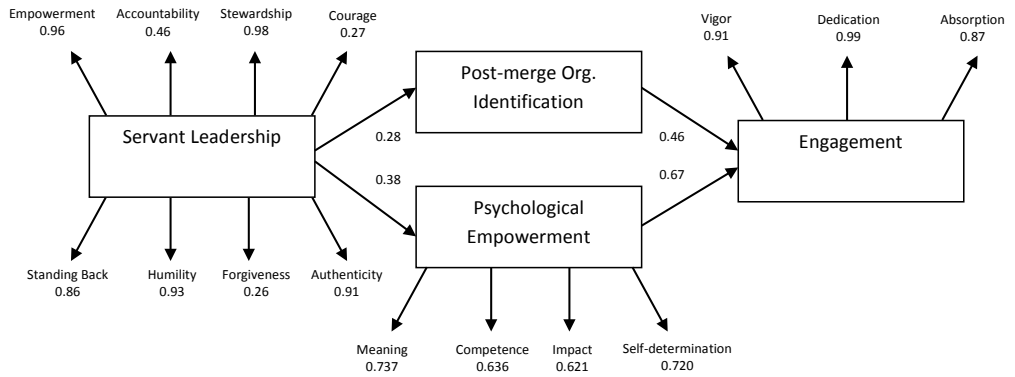 Empowerment
0.96
Accountability
0.46
Stewardship
0.98
Courage
0.27
Vigor
0.91
Dedication
0.99
Absorption
0.87
Post-merge Org.
Identification
Servant Leadership
Engagement
0.28
0.46
0.38
0.67
Psychological
Empowerment
Standing Back
0.86
Humility
0.93
Forgiveness
0.26
Authenticity
0.91
Meaning
0.737
Competence
0.636
Impact
0.621
Self-determination
0.720